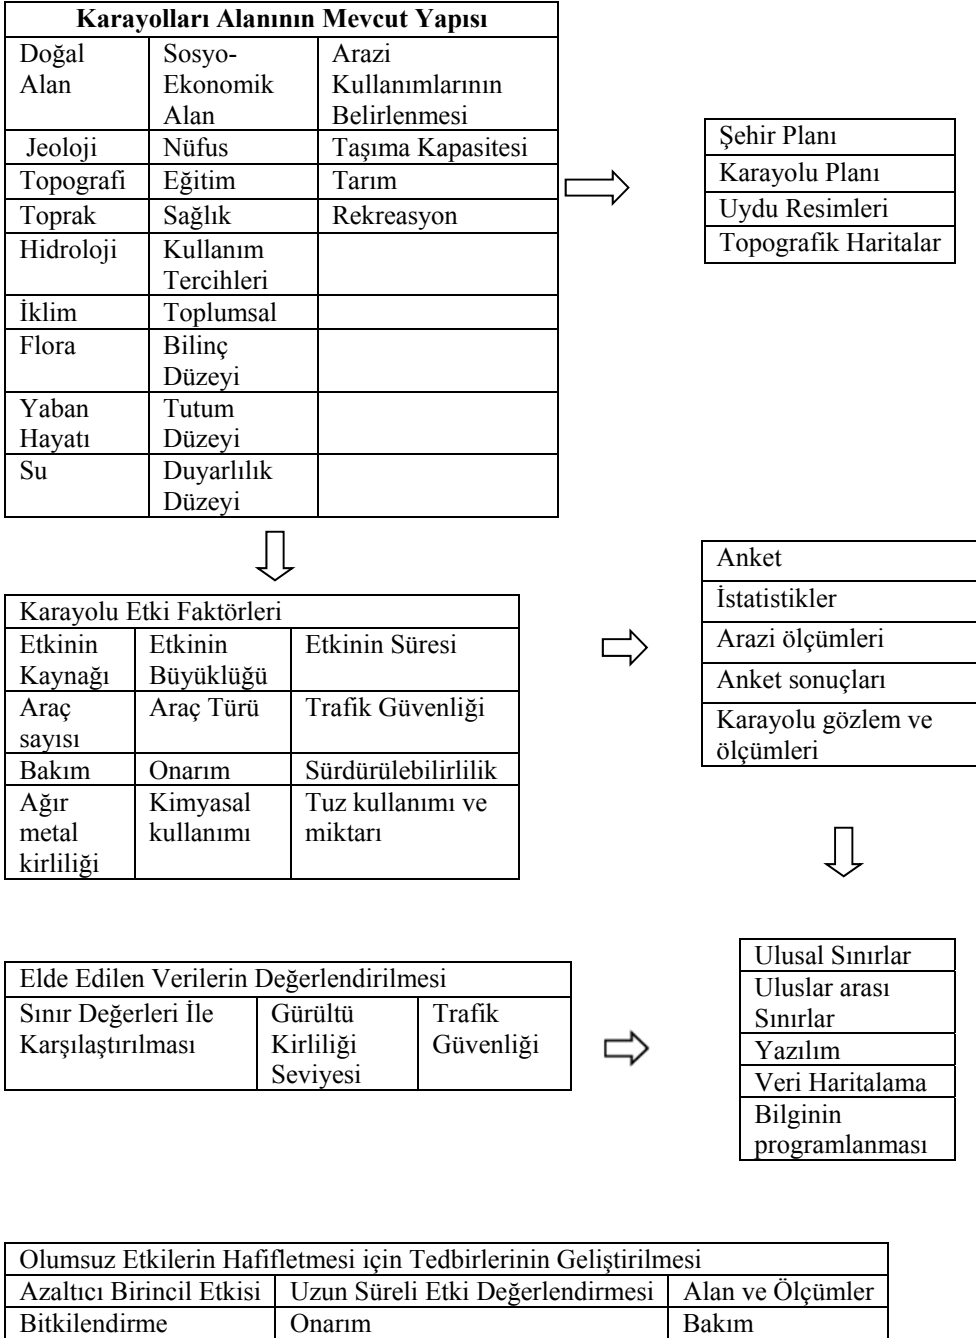 Karayolları Alanının Mevcut Yapısı
Doğal Alan Sosyo-Ekonomik Alan Arazi Kullanımlarının Belirlenmesi
Jeoloji Nüfus Taşıma Kapasitesi
Topografi Eğitim Tarım
Toprak Sağlık Rekreasyon
Hidroloji Kullanım Tercihleri
İklim Toplumsal
Flora Bilinç Düzeyi
Yaban Hayatı Tutum Düzeyi
Su Duyarlılık Düzeyi
Şehir Planı
Karayolu Planı
Uydu Resimleri
Topografik Haritalar
Karayolu Etki Faktörleri
Etkinin Kaynağı Etkinin Büyüklüğü Etkinin Süresi
Araç sayısı Araç Türü Trafik Güvenliği
Bakım Onarım Sürdürülebilirlilik
Ağır metal kirliliği Kimyasal kullanımı Tuz kullanımı ve miktarı
Anket
İstatistikler
Arazi ölçümleri
Anket sonuçları
Karayolu gözlem ve
ölçümleri
Elde Edilen Verilerin Değerlendirilmesi
Sınır Değerleri İle Karşılaştırılması Gürültü Kirliliği Seviyesi Trafik Güvenliği
Ulusal Sınırlar
Uluslar arası
Sınırlar
Yazılım
Veri Haritalama
Bilginin
programlanması
Olumsuz Etkilerin Hafifletmesi için Tedbirlerinin Geliştirilmesi
Azaltıcı Birincil Etkisi Uzun Süreli Etki Değerlendirmesi Alan ve Ölçümler
Bitkilendirme Onarım Bakım